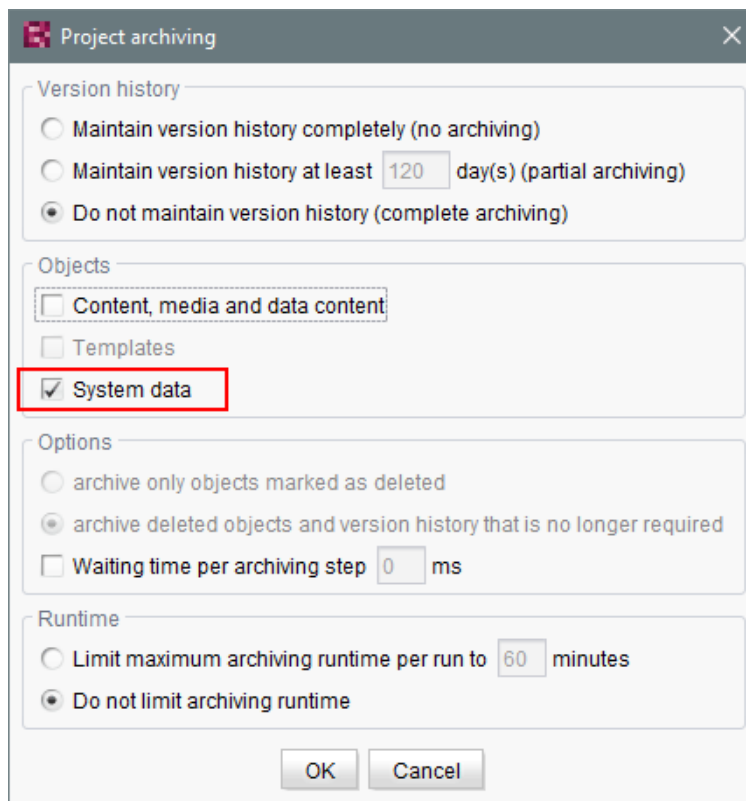 Project archiving
Version history
Maintain version history completely (no archiving)
Maintain version history at least 120 day(s) (partial archiving)
Do not maintain version history (complete archiving)
Objects
Content, media and data content
Templates
System data
Options
archive only objects marked as deleted
archive deleted objects and version history that is no longer required
Waiting time per archiving step 0 ms
Runtime
Limit maximum archiving runtime per run to 60 minutes
Do not limit archiving runtime
OK Cancel